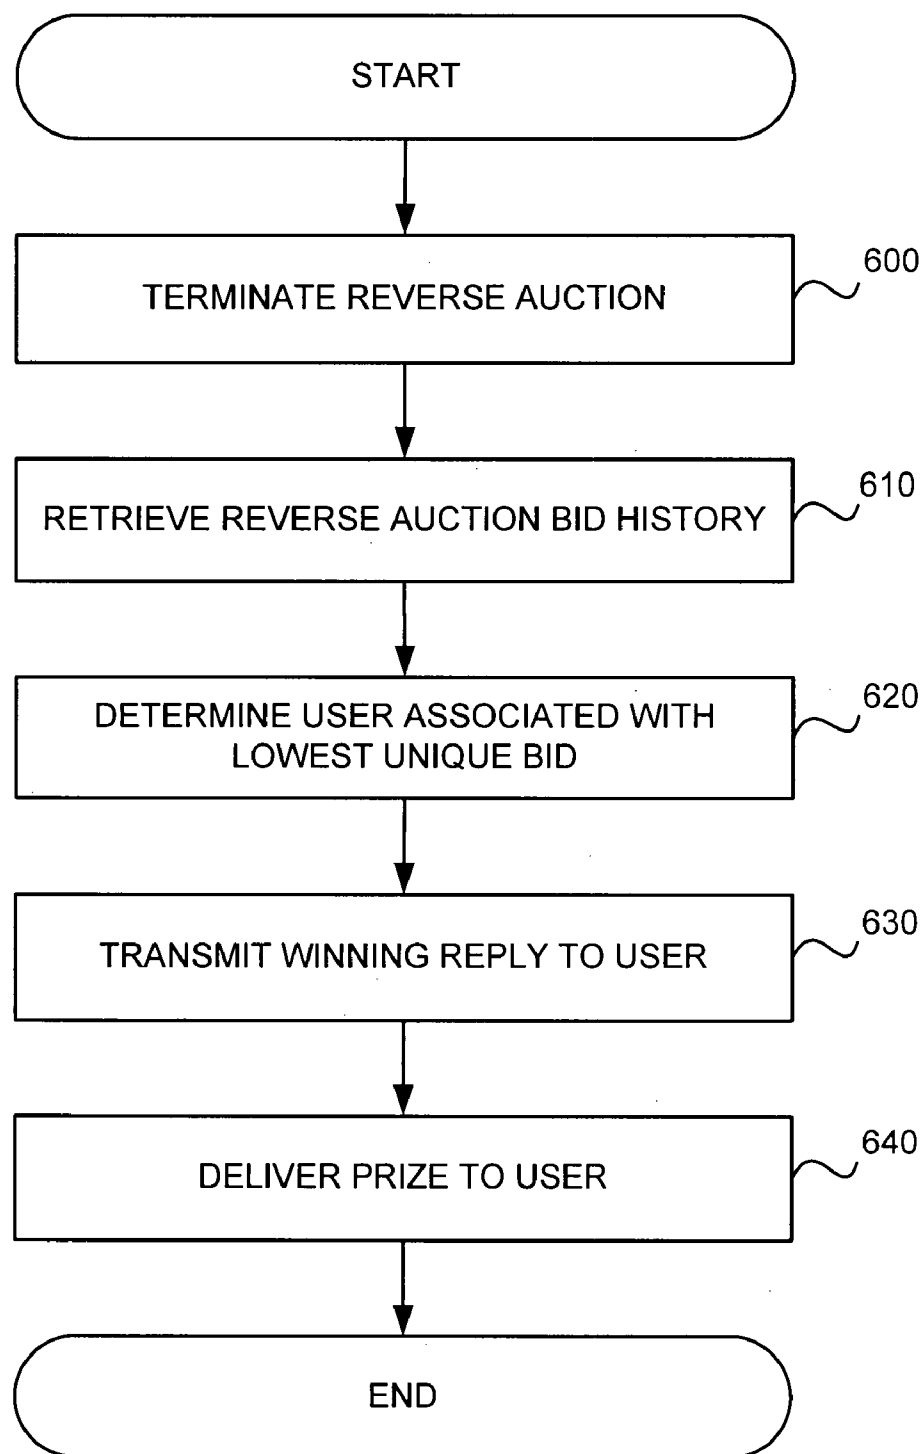 START
TERMINATE REVERSE AUCTION
600
RETRIEVE REVERSE AUCTION BID HISTORY
610
DETERMINE USER ASSOCIATED WITH
LOWEST UNIQUE BID
620
TRANSMIT WINNING REPLY TO USER
630
DELIVER PRIZE TO USER
640
END